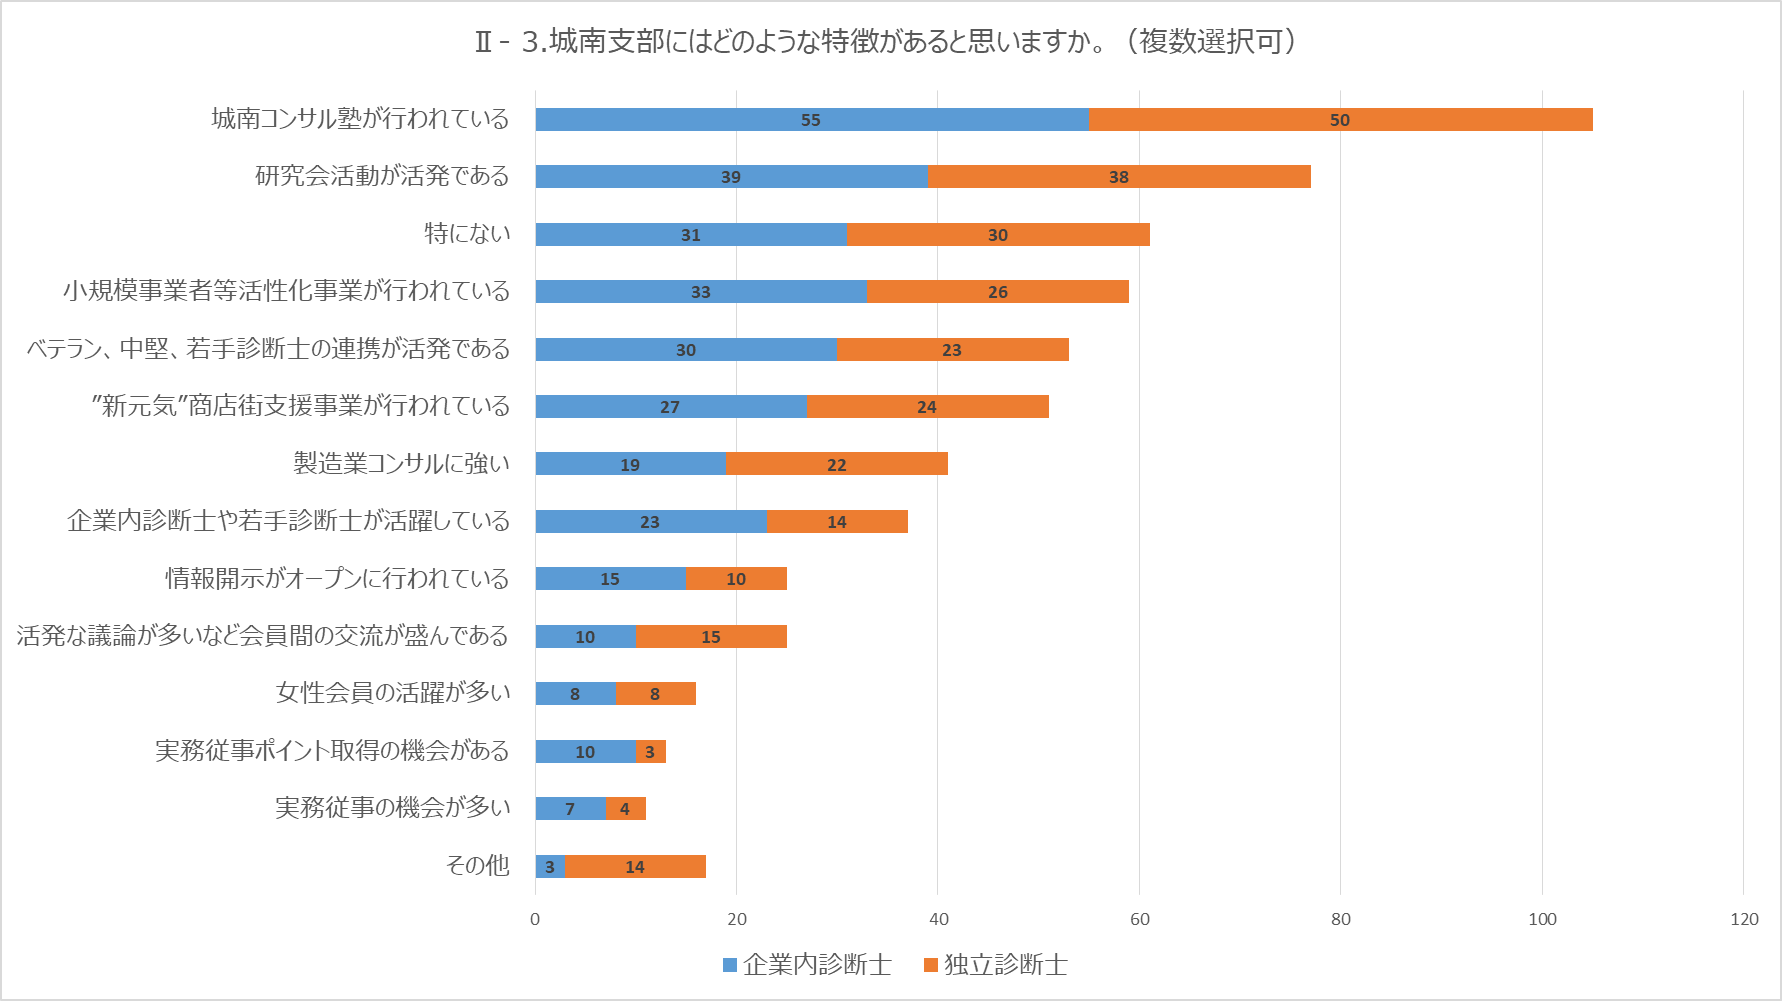 Ⅱ-３.城南支部にはどのような特徴があると思いますか。（複数選択可）
城南コンサル塾が行われている 55 50
研究会活動が活発である 39 38
特にない 31 30
小規模事業者等活性化事業が行われている 33 26
ベテラン、中堅、若手診断士の連携が活発である 30 23
”新元気”商店街支援事業が行われている 27 24
製造業コンサルに強い 19 22
企業内診断士や若手診断士が活躍している 23 14
情報開示がオープンに行われている 15 10
活発な議論が多いなど会員間の交流が盛んである 10 15
女性会員の活躍が多い 8 8
実務従事ポイント取得の機会がある 10 3
実務従事の機会が多い 7 4
その他 3 14
0 20 40 60 80 100 120
企業内診断士 独立診断士